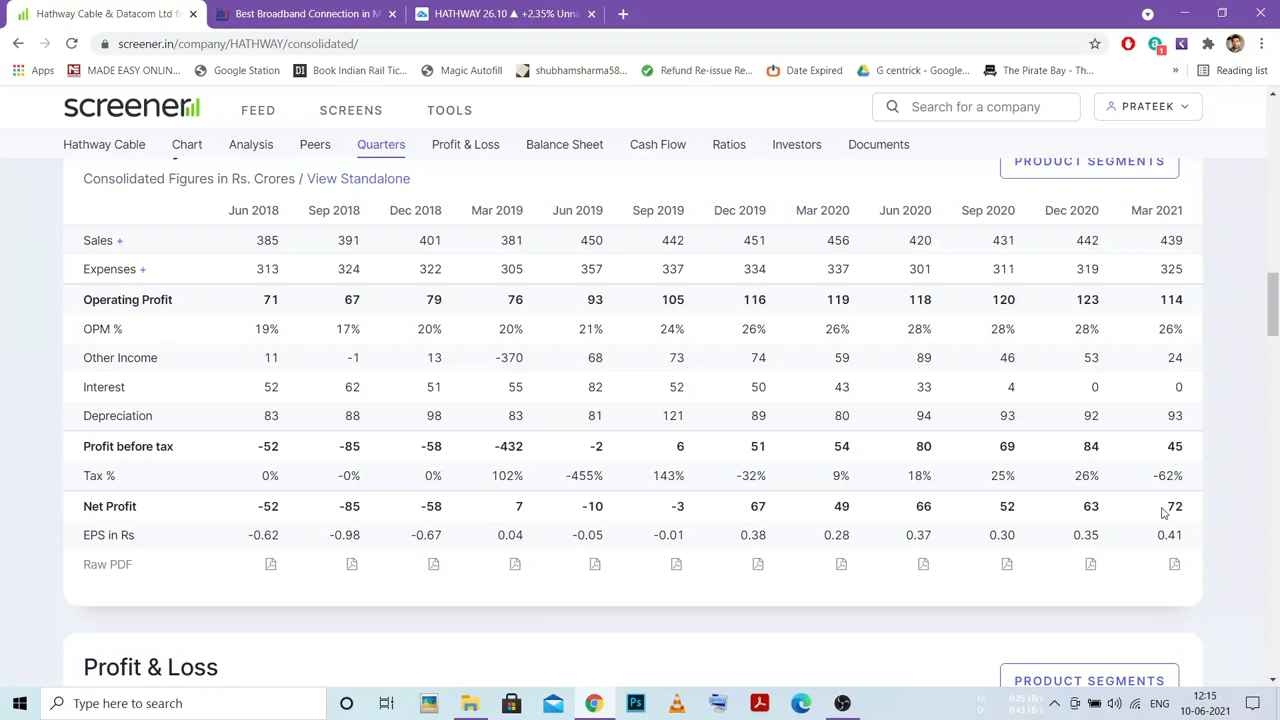 Hathway Cable & Datacom Ltd fi
Best Broadband Connection in M
HATHWAY 26.10 ▲ +2.35% Unna
screener.in/company/HATHWAY/consolidated/
Apps
MADE EASY ONLIN...
Google Station
Book Indian Rail Tic...
Magic Autofill
shubhamsharma58...
Refund Re-issue Re...
Date Expired
G centrick - Google...
The Pirate Bay - Th...
»
Reading list
screener
FEED
SCREENS
TOOLS
Search for a company
PRATEEK
Hathway Cable
Chart
Analysis
Peers
Quarters
Profit & Loss
Balance Sheet
Cash Flow
Ratios
Investors
Documents
PRODUCT SEGMENTS
Consolidated Figures in Rs. Crores / View Standalone
Jun 2018 Sep 2018 Dec 2018 Mar 2019 Jun 2019 Sep 2019 Dec 2019 Mar 2020 Jun 2020 Sep 2020 Dec 2020 Mar 2021
Sales + 385 391 401 381 450 442 451 456 420 431 442 439
Expenses + 313 324 322 305 357 337 334 337 301 311 319 325
Operating Profit 71 67 79 76 93 105 116 119 118 120 123 114
OPM % 19% 17% 20% 20% 21% 24% 26% 26% 28% 28% 28% 26%
Other Income 11 -1 13 -370 68 73 74 59 89 46 53 24
Interest 52 62 51 55 82 52 50 43 33 4 0 0
Depreciation 83 88 98 83 81 121 89 80 94 93 92 93
Profit before tax -52 -85 -58 -432 -2 6 51 54 80 69 84 45
Tax % 0% -0% 0% 102% -455% 143% -32% 9% 18% 25% 26% -62%
Net Profit -52 -85 -58 7 -10 -3 67 49 66 52 63 72
EPS in Rs -0.62 -0.98 -0.67 0.04 -0.05 -0.01 0.38 0.28 0.37 0.30 0.35 0.41
Raw PDF
Profit & Loss
PRODUCT SEGMENTS
Type here to search
U: 0.25 kB/s
D: 0.43 kB/s
ENG
12:15
10-06-2021